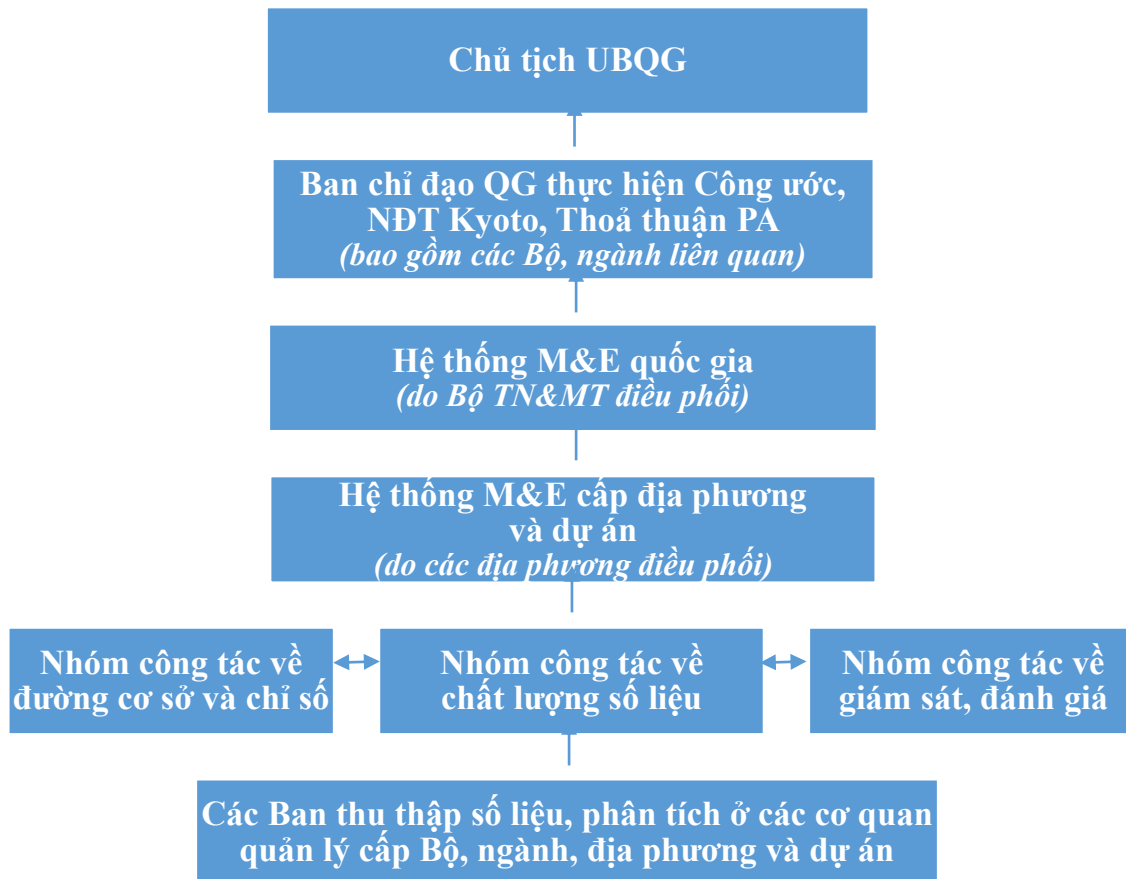 Chủ tịch UBQG
Ban chỉ đạo QG thực hiện Công ước,
NĐT Kyoto, Thoả thuận PA
(bao gồm các Bộ, ngành liên quan)
Hệ thống M&E quốc gia
(do Bộ TN&MT điều phối)
Hệ thống M&E cấp địa phương
và dự án
(do các địa phương điều phối)
Nhóm công tác về
đường cơ sở và chỉ số
Nhóm công tác về
chất lượng số liệu
Nhóm công tác về
giám sát, đánh giá
Các Ban thu thập số liệu, phân tích ở các cơ quan
quản lý cấp Bộ, ngành, địa phương và dự án